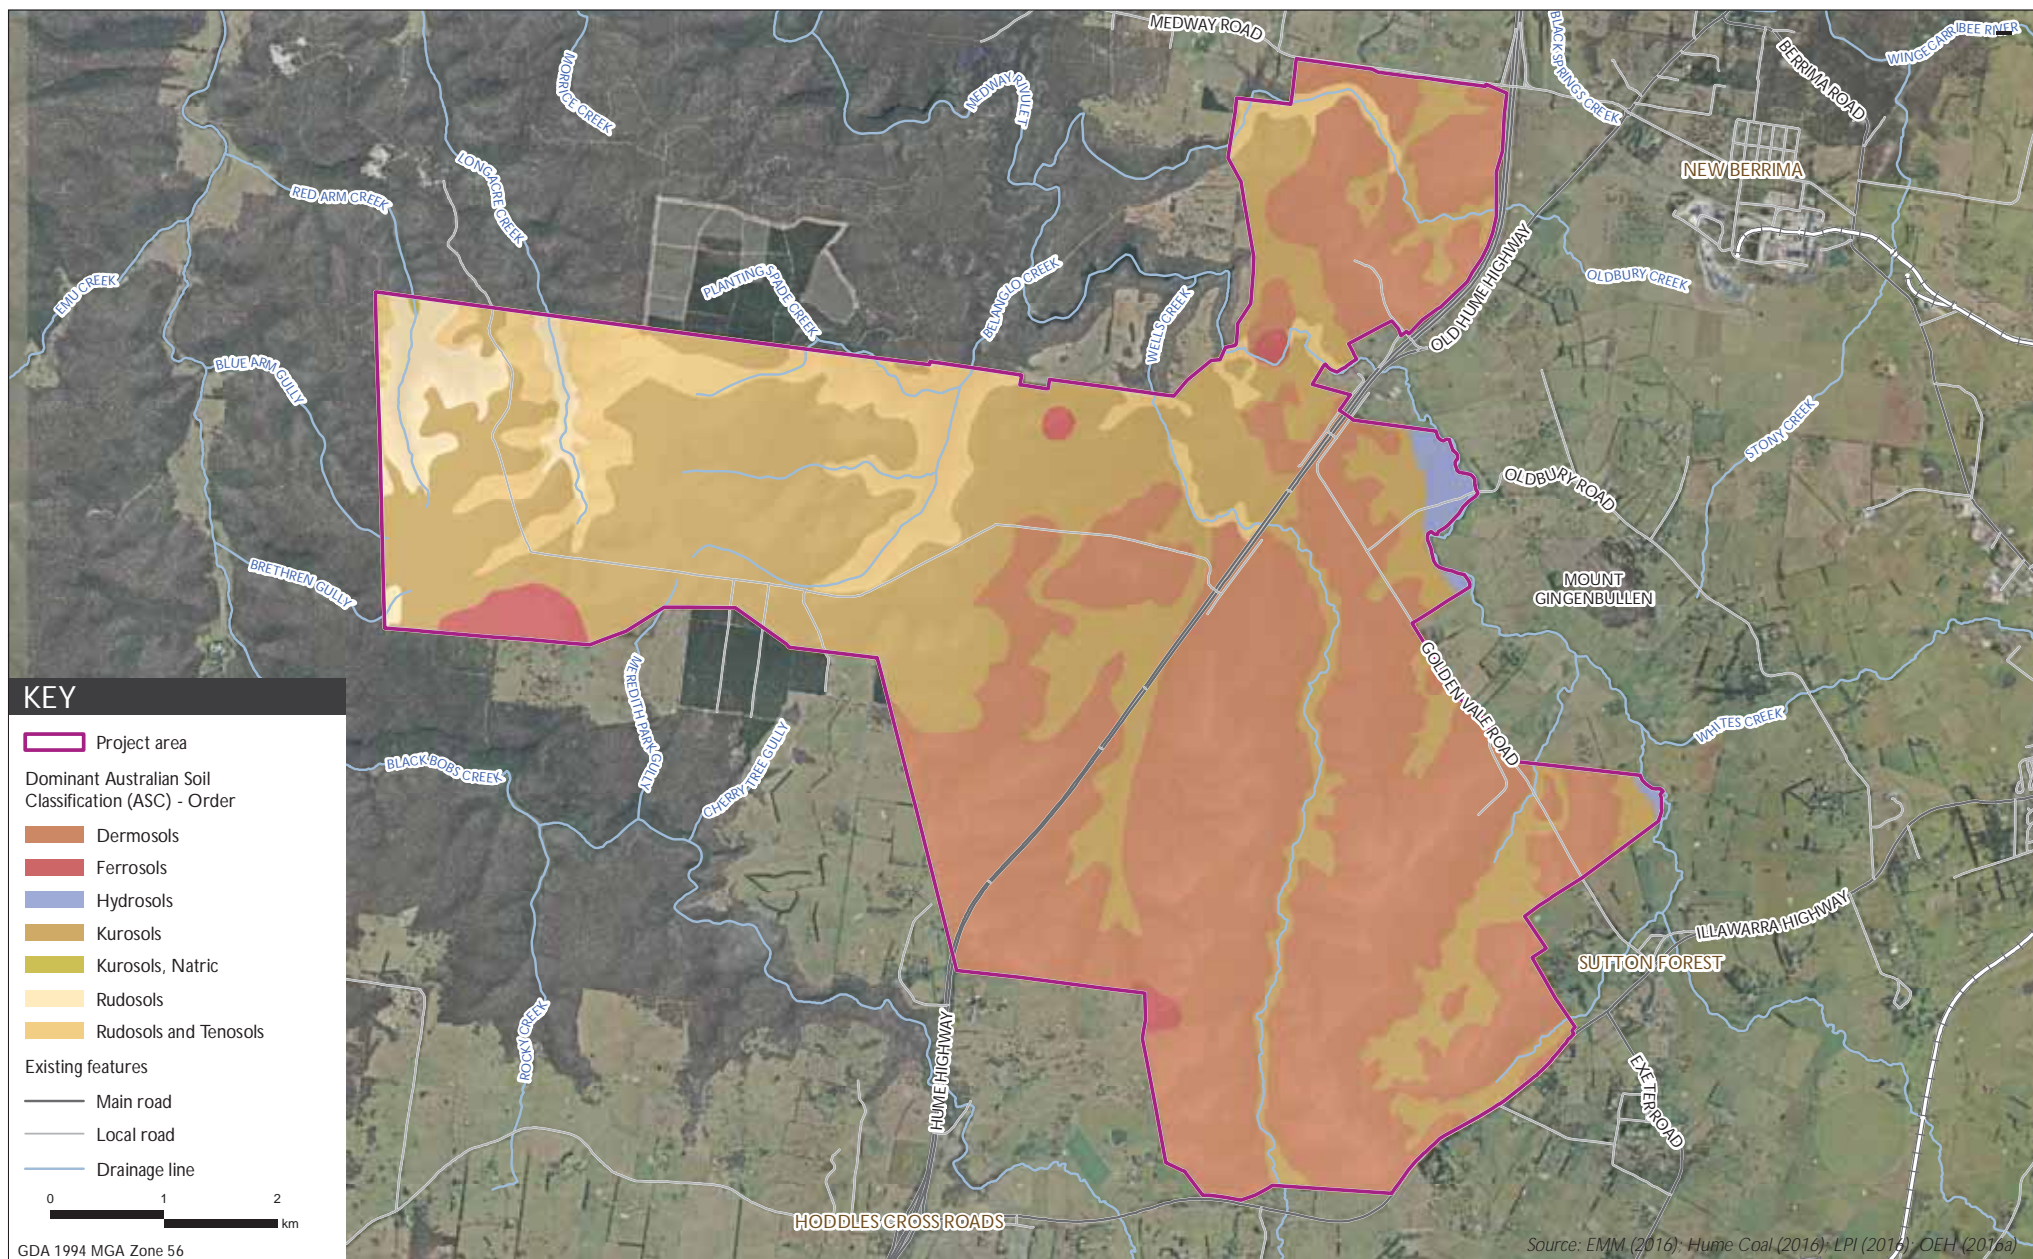 MEDWAY ROAD
BLACK SPRINGS CREEK
BERRIMA ROAD
WINGECARRIBEE RIVER
MORRICE CREEK
MEDWAY RIVULET
LONGACRE CREEK
RED ARM CREEK
NEW BERRIMA
EMU CREEK
PLANTING SPADE CREEK
BELANGLO CREEK
WELLS CREEK
OLD HUME HIGHWAY
OLDBURY CREEK
BLUE ARM GULLY
STONY CREEK
OLDBURY ROAD
BRETHREN GULLY
MOUNT
GINGENBULLEN
MEREDITH PARK GULLY
GOLDEN VALE ROAD
WHITES CREEK
BLACK BOBS CREEK
CHERRY TREE GULLY
ILLAWARRA HIGHWAY
SUTTON FOREST
ROCKY CREEK
HUME HIGHWAY
EXETER ROAD
HODDLES CROSS ROADS
KEY
Project area
Dominant Australian Soil
Classification (ASC) - Order
Dermosols
Ferrosols
Hydrosols
Kurosols
Kurosols, Natric
Rudosols
Rudosols and Tenosols
Existing features
Main road
Local road
Drainage line
0 1 2
km
GDA 1994 MGA Zone 56
Source: EMM (2016); Hume Coal (2016); LPI (2016); OEH (2016a)